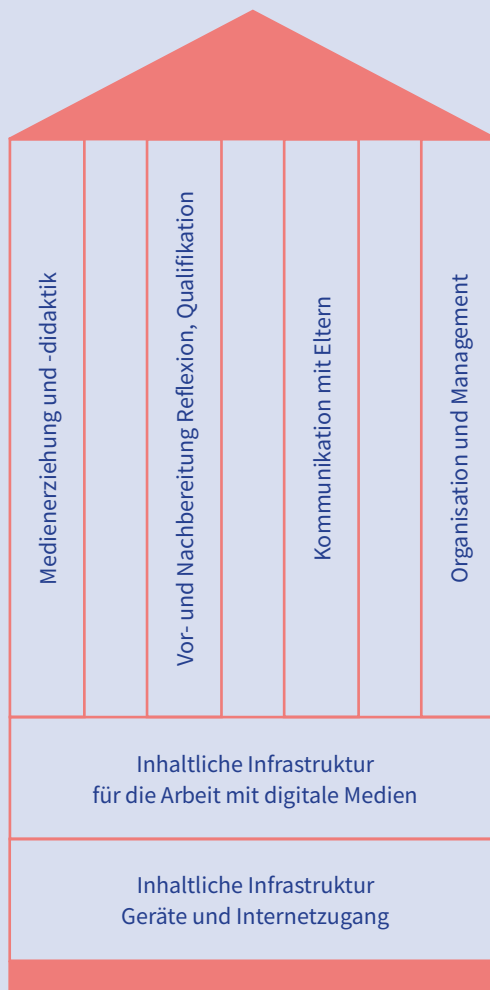 Medienerziehung und -didaktik
Vor- und Nachbereitung Reflexion, Qualifikation
Kommunikation mit Eltern
Organisation und Management
Inhaltliche Infrastruktur
für die Arbeit mit digitale Medien
Inhaltliche Infrastruktur
Geräte und Internetzugang